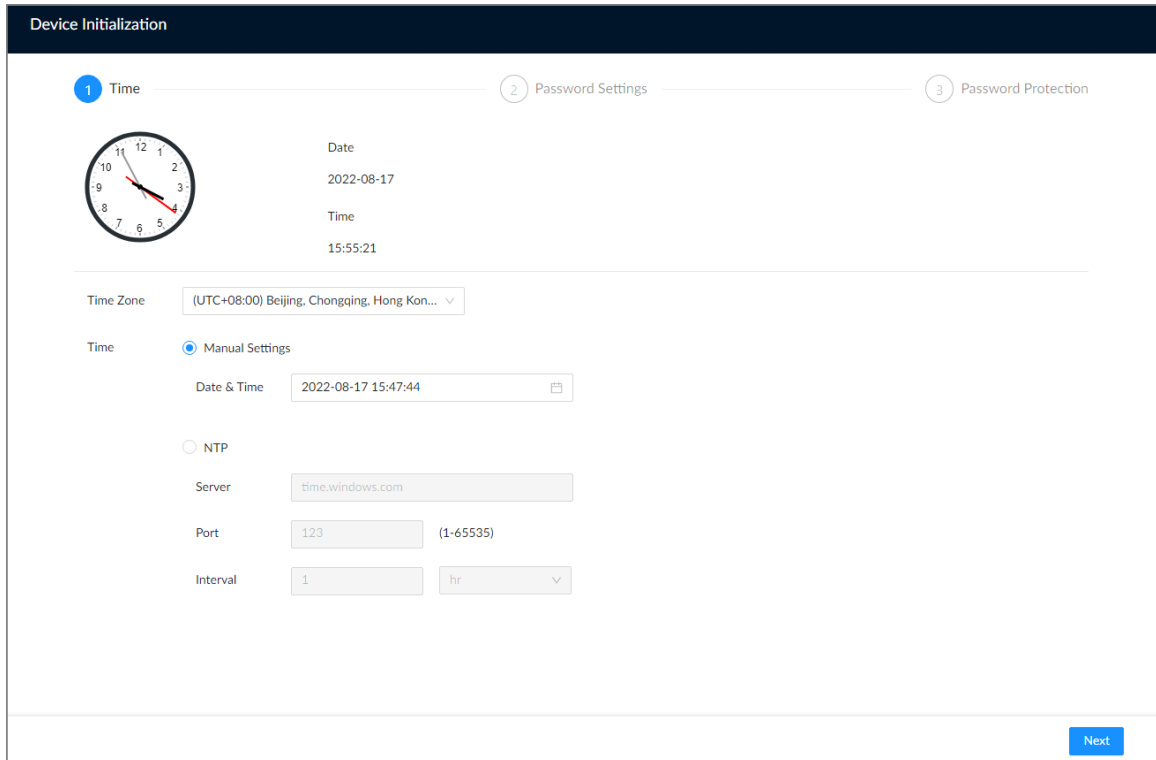 Device Initialization
1 Time
2 Password Settings
3 Password Protection
12
1
2
3
4
5
6
7
8
9
10
11
Date
2022-08-17
Time
15:55:21
Time Zone (UTC+08:00) Beijing, Chongqing, Hong Kon...
Time Manual Settings
Date & Time 2022-08-17 15:47:44
NTP
Server time.windows.com
Port 123 (1-65535)
Interval 1 hr
Next